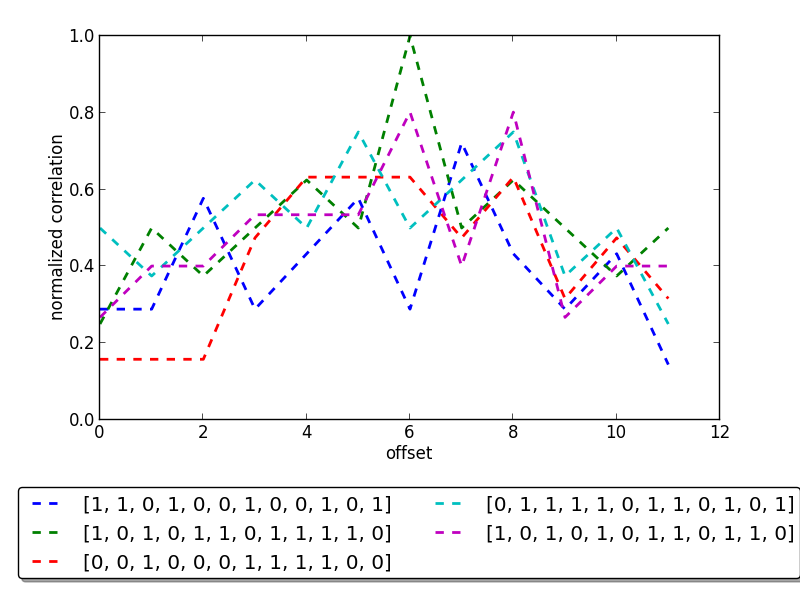 1.0
0.8
0.6
0.4
0.2
0.0
normalized correlation
0 2 4 6 8 10 12
offset
[1, 1, 0, 1, 0, 0, 1, 0, 0, 1, 0, 1]
[1, 0, 1, 0, 1, 1, 0, 1, 1, 1, 1, 0]
[0, 0, 1, 0, 0, 0, 1, 1, 1, 1, 0, 0]
[0, 1, 1, 1, 1, 0, 1, 1, 0, 1, 0, 1]
[1, 0, 1, 0, 1, 0, 1, 1, 0, 1, 1, 0]